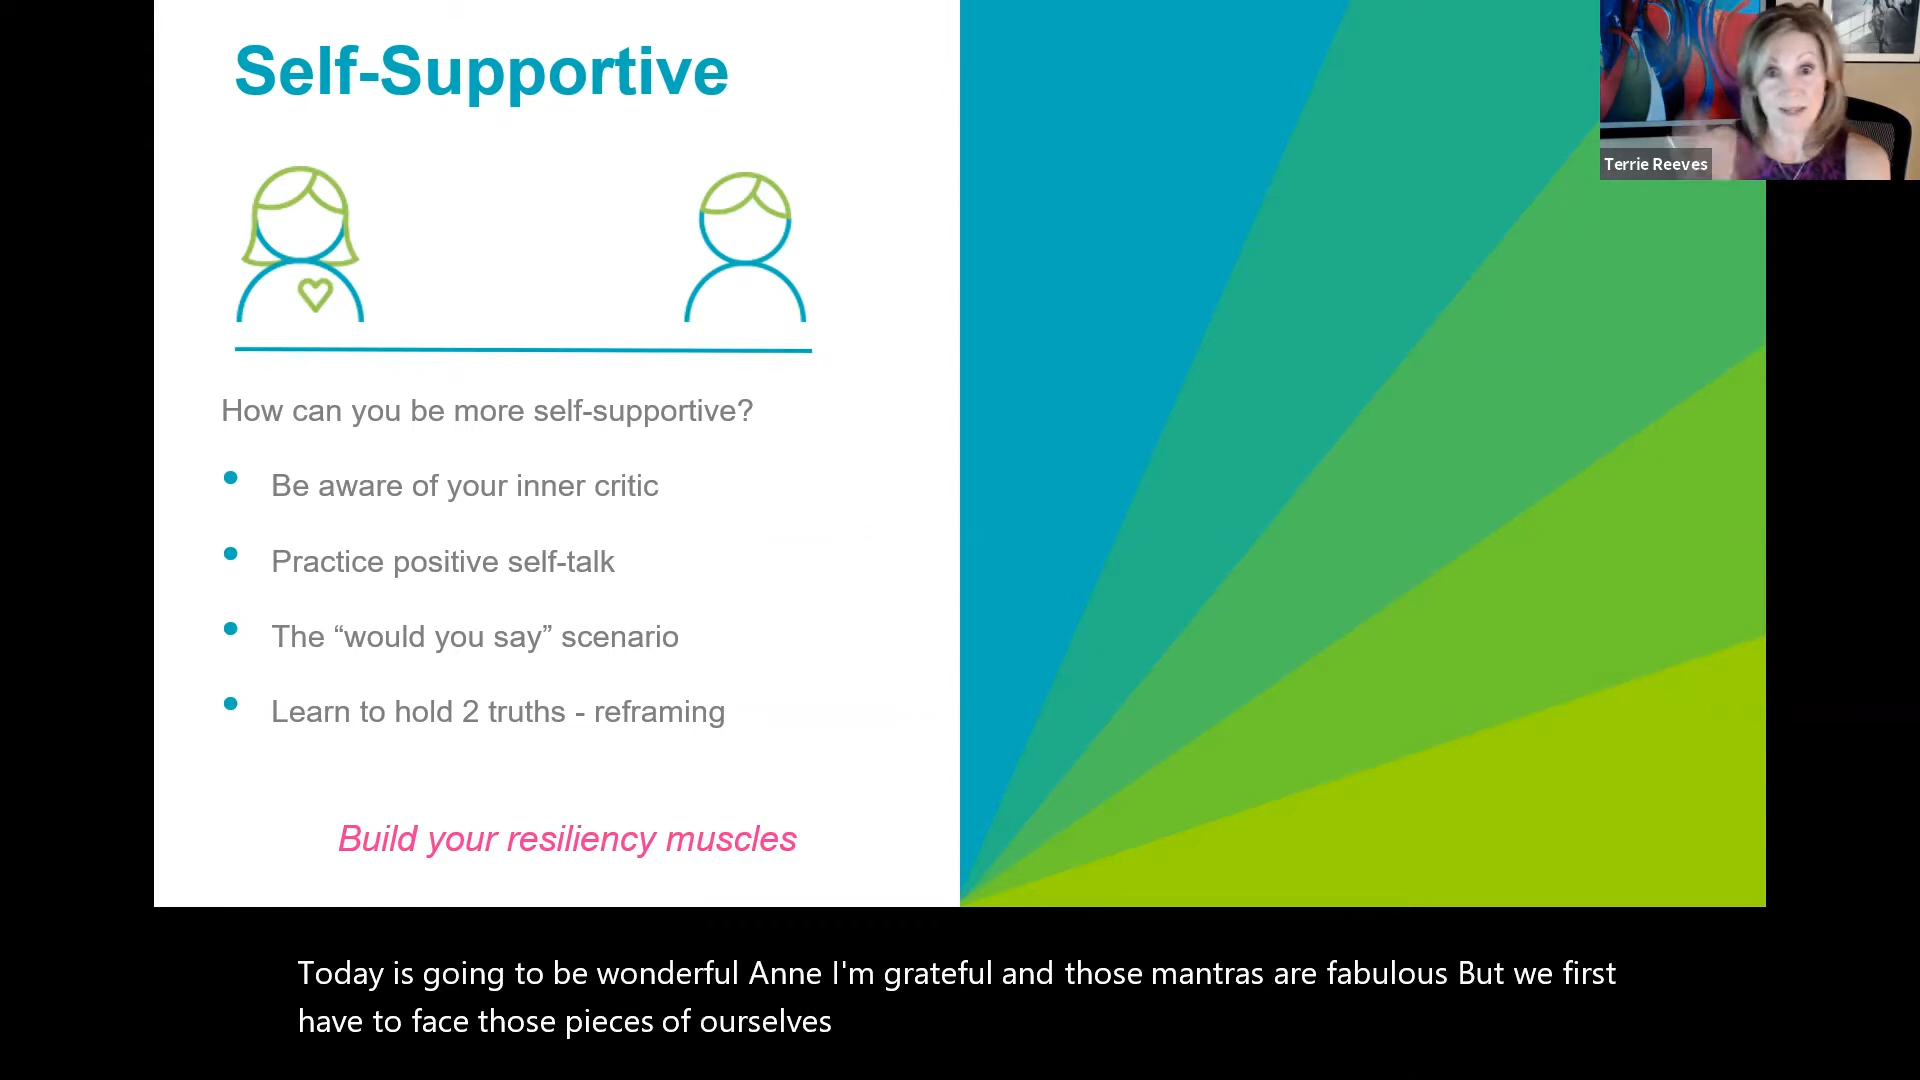 Self-Supportive
Terrie Reeves
How can you be more self-supportive?
• Be aware of your inner critic
• Practice positive self-talk
• The “would you say” scenario
• Learn to hold 2 truths - reframing
Build your resiliency muscles
Today is going to be wonderful Anne I'm grateful and those mantras are fabulous But we first
have to face those pieces of ourselves